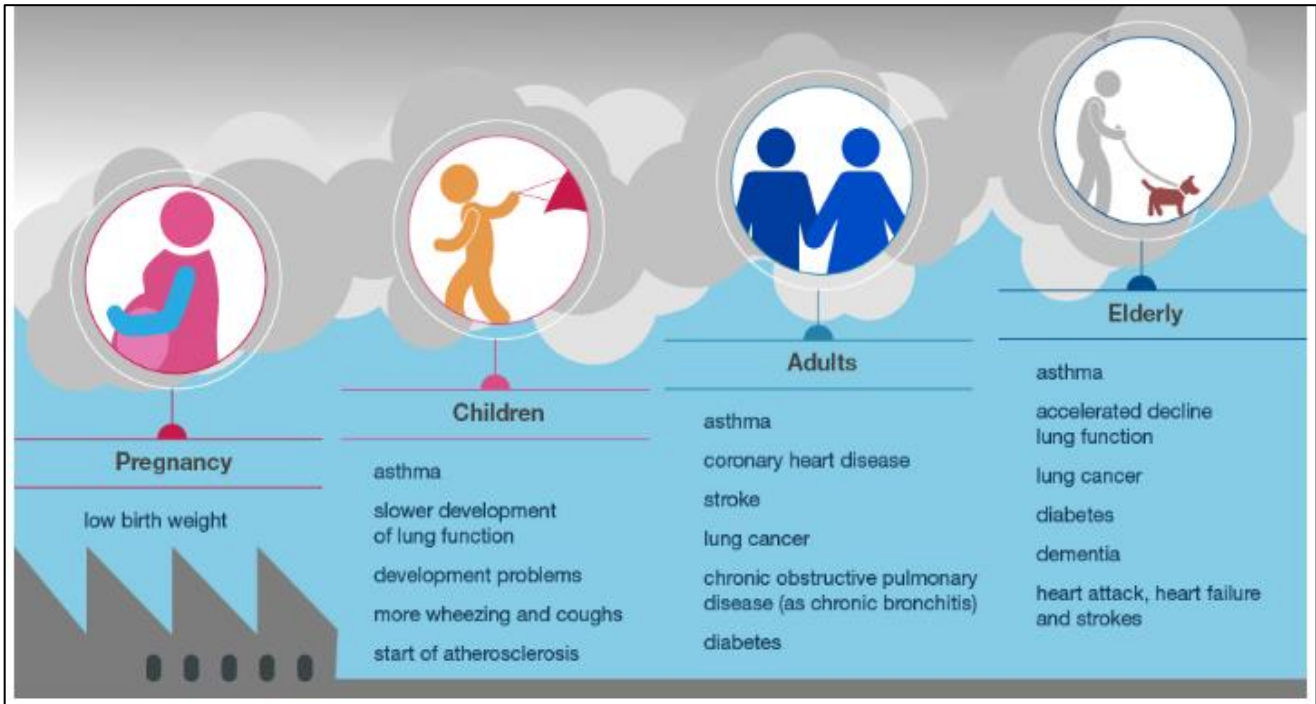 Pregnancy
low birth weight
Children
asthma
slower development
of lung function
development problems
more wheezing and coughs
start of atherosclerosis
Adults
asthma
coronary heart disease
stroke
lung cancer
chronic obstructive pulmonary
disease (as chronic bronchitis)
diabetes
Elderly
asthma
accelerated decline
lung function
lung cancer
diabetes
dementia
heart attack, heart failure
and strokes